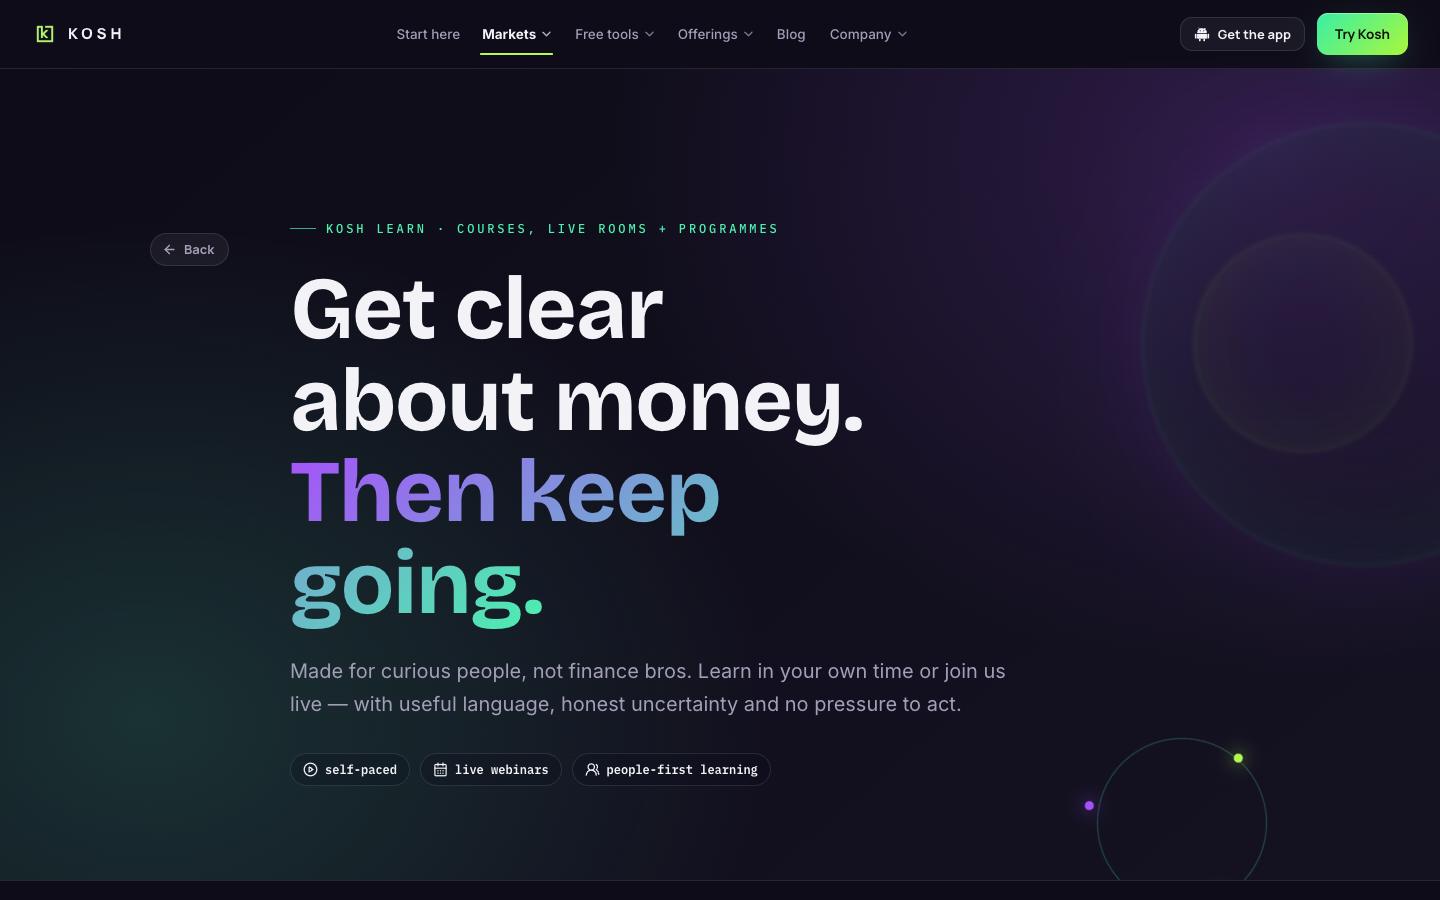 KOSH
Start here
Markets
Free tools
Offerings
Blog
Company
Get the app
Try Kosh
Back
KOSH LEARN · COURSES, LIVE ROOMS + PROGRAMMES
Get clear
about money.
Then keep
going.
Made for curious people, not finance bros. Learn in your own time or join us
live — with useful language, honest uncertainty and no pressure to act.
self-paced
live webinars
people-first learning